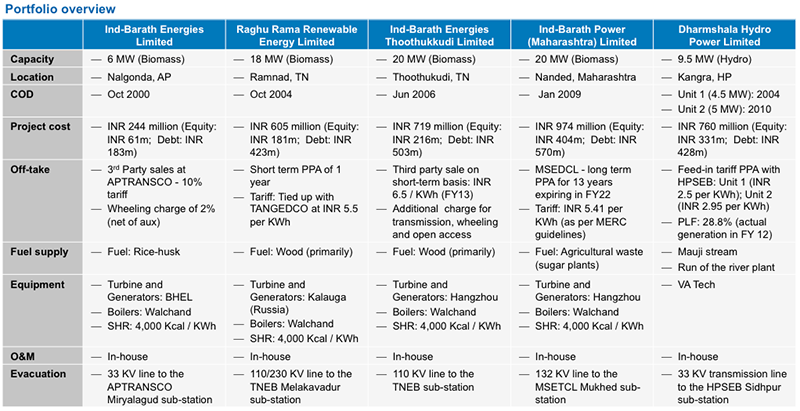 Portfolio overview
Ind-Barath Energies Limited
Raghu Rama Renewable Energy Limited
Ind-Barath Energies Thoothukkudi Limited
Ind-Barath Power (Maharashtra) Limited
Dharmshala Hydro Power Limited
Capacity
— 6 MW (Biomass)
— 18 MW (Biomass)
— 20 MW (Biomass)
— 20 MW (Biomass)
— 9.5 MW (Hydro)
Location
— Nalgonda, AP
— Ramnad, TN
— Thoothukudi, TN
— Nanded, Maharashtra
— Kangra, HP
COD
— Oct 2000
— Oct 2004
— Jun 2006
— Jan 2009
— Unit 1 (4.5 MW): 2004
— Unit 2 (5 MW): 2010
Project cost
— INR 244 million (Equity:
INR 61m; Debt: INR
183m)
— INR 605 million (Equity:
INR 181m; Debt: INR
423m)
— INR 719 million (Equity:
INR 216m; Debt: INR
503m)
— INR 974 million (Equity:
INR 404m; Debt: INR
570m)
— INR 760 million (Equity:
INR 331m; Debt: INR
428m)
Off-take
— 3rd Party sales at
APTRANSCO - 10%
tariff
— Wheeling charge of 2%
(net of aux)
— Short term PPA of 1
year
— Tariff: Tied up with
TANGEDCO at INR 5.5
per KWh
— Third party sale on
short-term basis: INR
6.5 / KWh (FY13)
— Additional charge for
transmission, wheeling
and open access
— MSEDCL - long term
PPA for 13 years
expiring in FY22
— Tariff: INR 5.41 per
KWh (as per MERC
guidelines)
— Feed-in tariff PPA with
HPSEB: Unit 1 (INR
2.5 per KWh); Unit 2
(INR 2.95 per KWh)
— PLF: 28.8% (actual
generation in FY 12)
Fuel supply
— Fuel: Rice-husk
— Fuel: Wood (primarily)
— Fuel: Wood (primarily)
— Fuel: Agricultural waste
(sugar plants)
— Mauji stream
— Run of the river plant
Equipment
— Turbine and
Generators: BHEL
— Boilers: Walchand
— SHR: 4,000 Kcal / KWh
— Turbine and
Generators: Kalauga
(Russia)
— Boilers: Walchand
— SHR: 4,000 Kcal / KWh
— Turbine and
Generators: Hangzhou
— Boilers: Walchand
— SHR: 4,000 Kcal / KWh
— Turbine and
Generators: Hangzhou
— Boilers: Walchand
— SHR: 4,000 Kcal / KWh
— VA Tech
O&M
— In-house
— In-house
— In-house
— In-house
— In-house
Evacuation
— 33 KV line to the
APTRANSCO
Miryalagud sub-station
— 110/230 KV line to the
TNEB Melakavadur
sub-station
— 110 KV line to the
TNEB sub-station
— 132 KV line to the
MSETCL Mukhed sub-
station
— 33 KV transmission line
to the HPSEB Sidhpur
sub-station